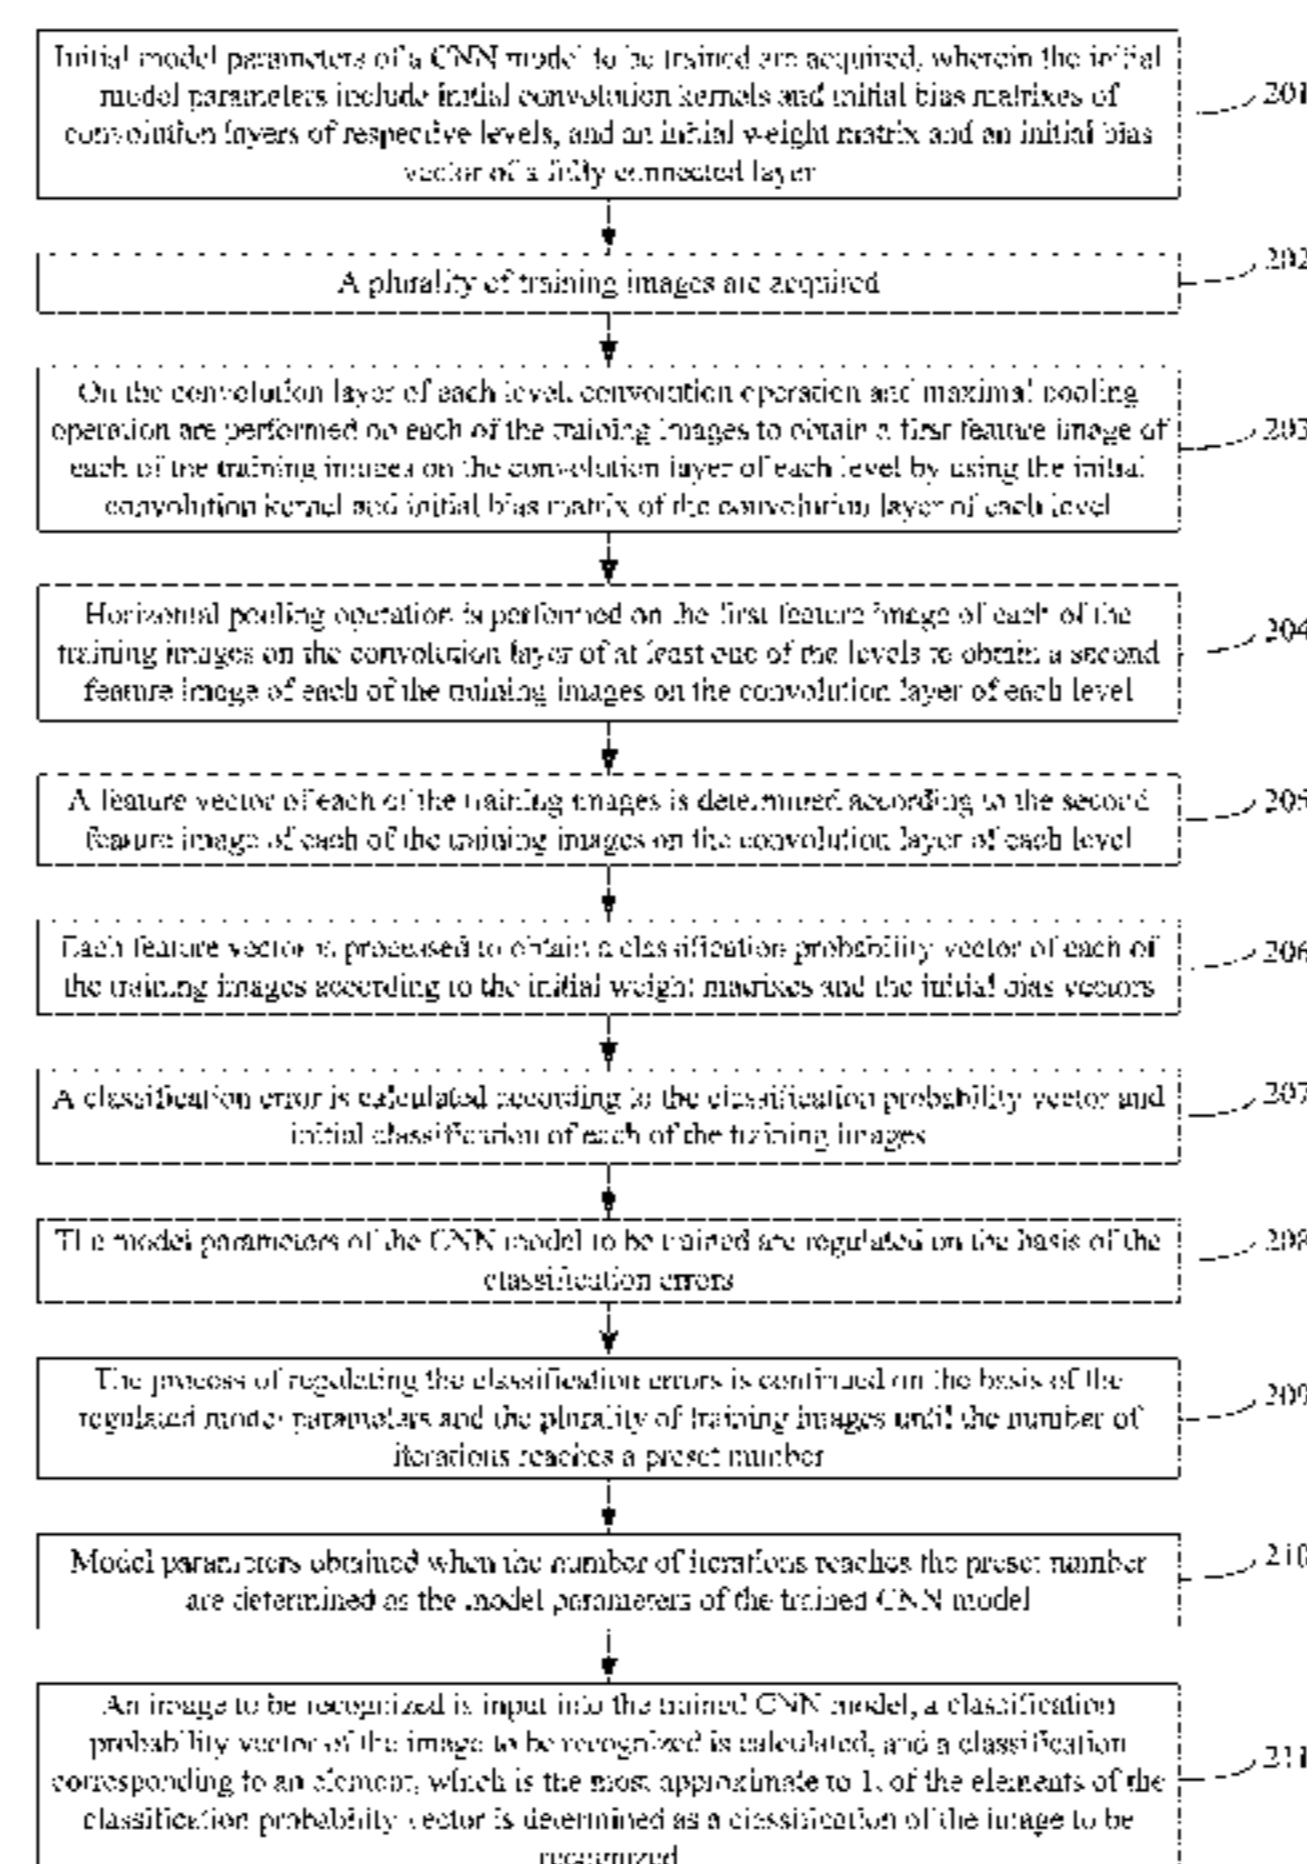 Initial model parameters of a CNN model to be trained are acquired, wherein the initial
model parameters include initial convolution kernels and initial bias matrixes of
convolution layers of respective levels, and an initial weight matrix and an initial bias
vector of a fully connected layer
201
A plurality of training images are acquired
202
On the convolution layer of each level, convolution operation and maximal pooling
operation are performed on each of the training images to obtain a first feature image of
each of the training images on the convolution layer of each level by using the initial
convolution kernel and initial bias matrix of the convolution layer of each level
203
Horizontal pooling operation is performed on the first feature image of each of the
training images on the convolution layer of at least one of the levels to obtain a second
feature image of each of the training images on the convolution layer of each level
204
A feature vector of each of the training images is determined according to the second
feature image of each of the training images on the convolution layer of each level
205
Each feature vector is processed to obtain a classification probability vector of each of
the training images according to the initial weight matrixes and the initial bias vectors
206
A classification error is calculated according to the classification probability vector and
initial classification of each of the training images
207
The model parameters of the CNN model to be trained are regulated on the basis of the
classification errors
208
The process of regulating the classification errors is continued on the basis of the
regulated model parameters and the plurality of training images until the number of
iterations reaches a preset number
209
Model parameters obtained when the number of iterations reaches the preset number
are determined as the model parameters of the trained CNN model
210
An image to be recognized is input into the trained CNN model, a classification
probability vector of the image to be recognized is calculated, and a classification
corresponding to an element, which is the most approximate to 1, of the elements of the
classification probability vector is determined as a classification of the image to be
recognized
211